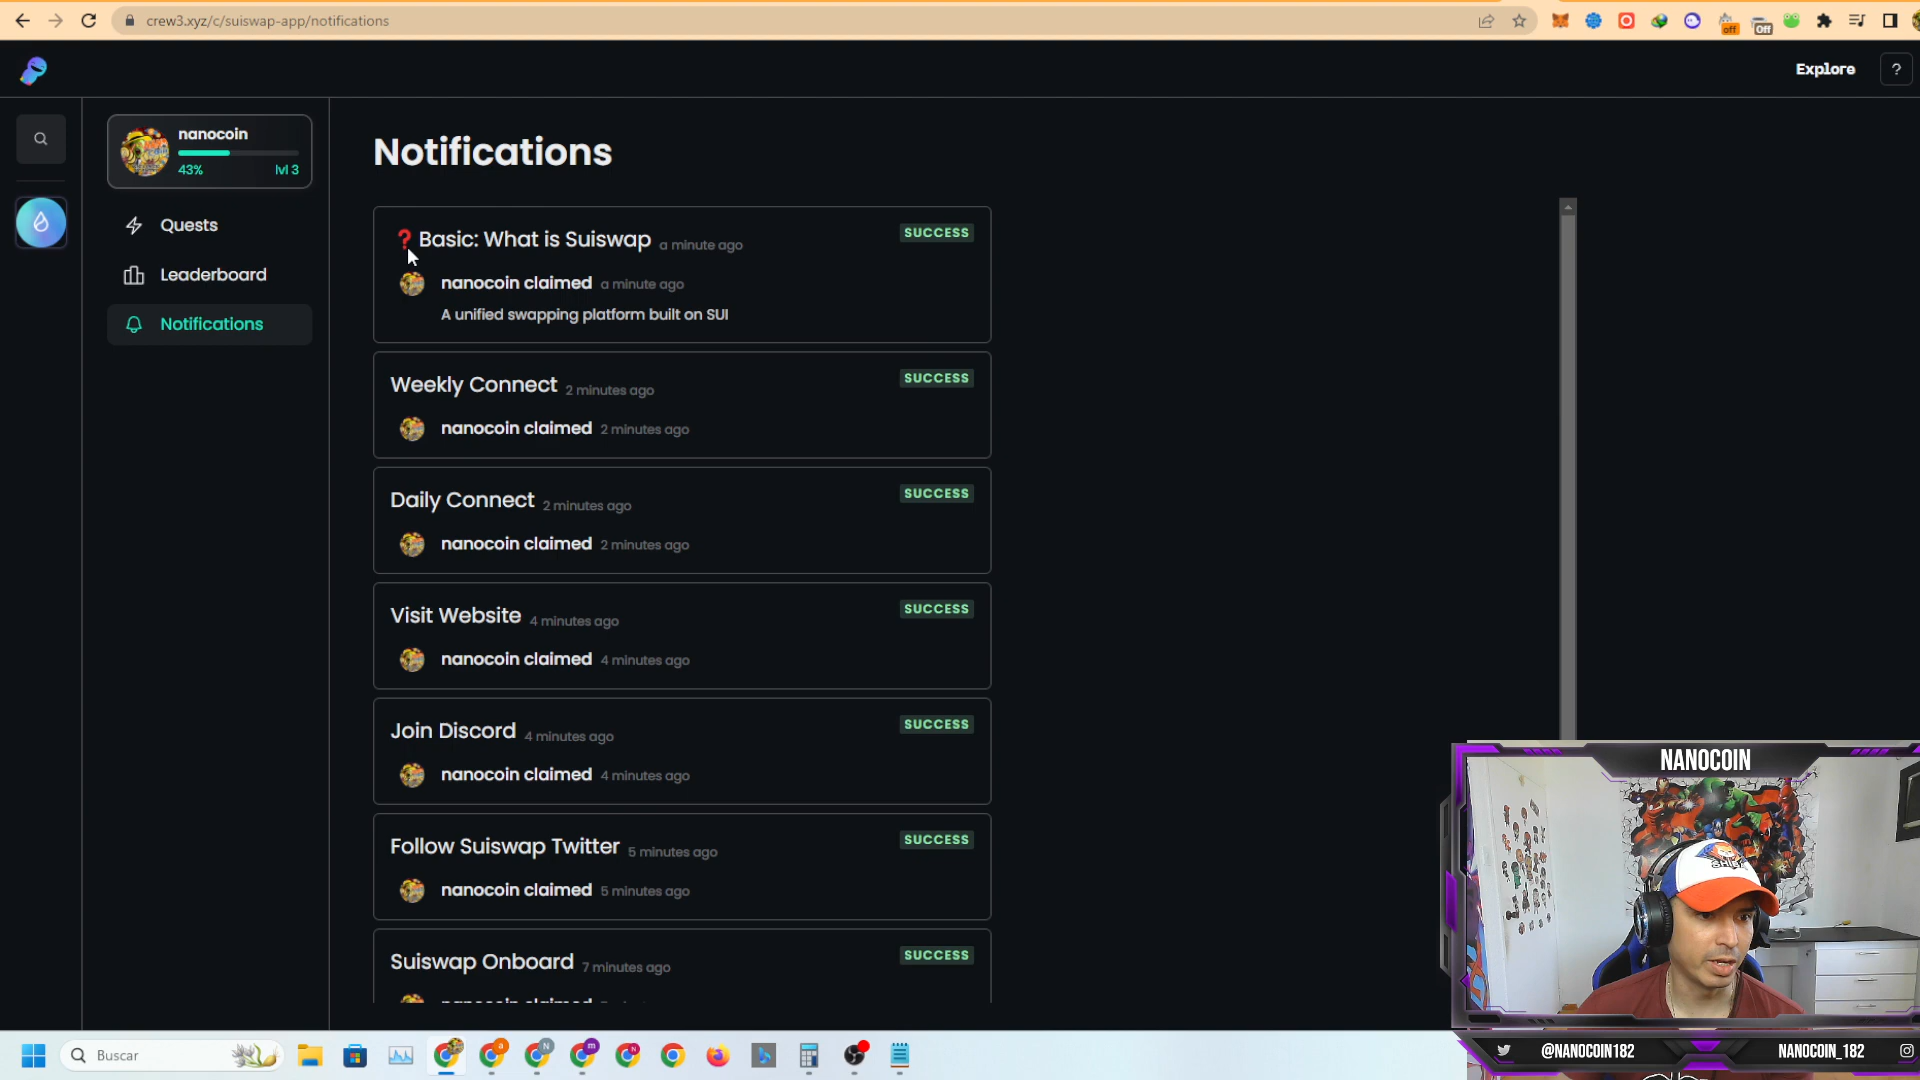 crew3.xyz/c/suiswap-app/notifications
off
Off
Explore
?
nanocoin
43%
lvl 3
Quests
Leaderboard
Notifications
Notifications
❓ Basic: What is Suiswap a minute ago
SUCCESS
nanocoin claimed a minute ago
A unified swapping platform built on SUI
Weekly Connect 2 minutes ago
SUCCESS
nanocoin claimed 2 minutes ago
Daily Connect 2 minutes ago
SUCCESS
nanocoin claimed 2 minutes ago
Visit Website 4 minutes ago
SUCCESS
nanocoin claimed 4 minutes ago
Join Discord 4 minutes ago
SUCCESS
nanocoin claimed 4 minutes ago
Follow Suiswap Twitter 5 minutes ago
SUCCESS
nanocoin claimed 5 minutes ago
Suiswap Onboard 7 minutes ago
SUCCESS
nanocoin claimed
NANOCOIN
Buscar
@NANOCOIN182
NANOCOIN_182